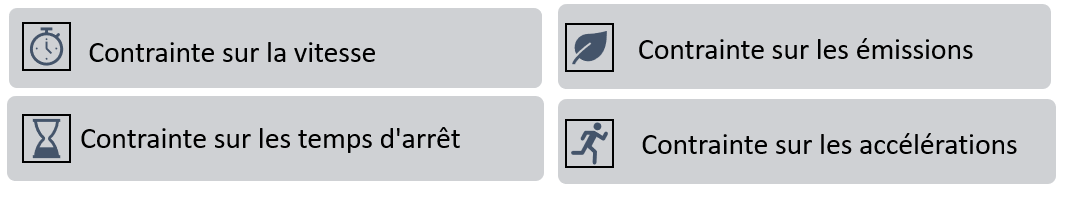 Contrainte sur la vitesse
Contrainte sur les émissions
Contrainte sur les temps d'arrêt
Contrainte sur les accélérations